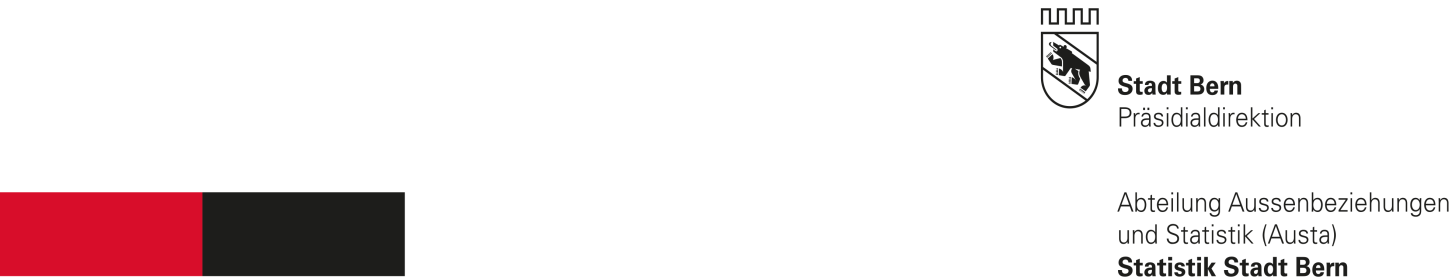 Stadt Bern
Präsidialdirektion
Abteilung Aussenbeziehungen
und Statistik (Austa)
Statistik Stadt Bern